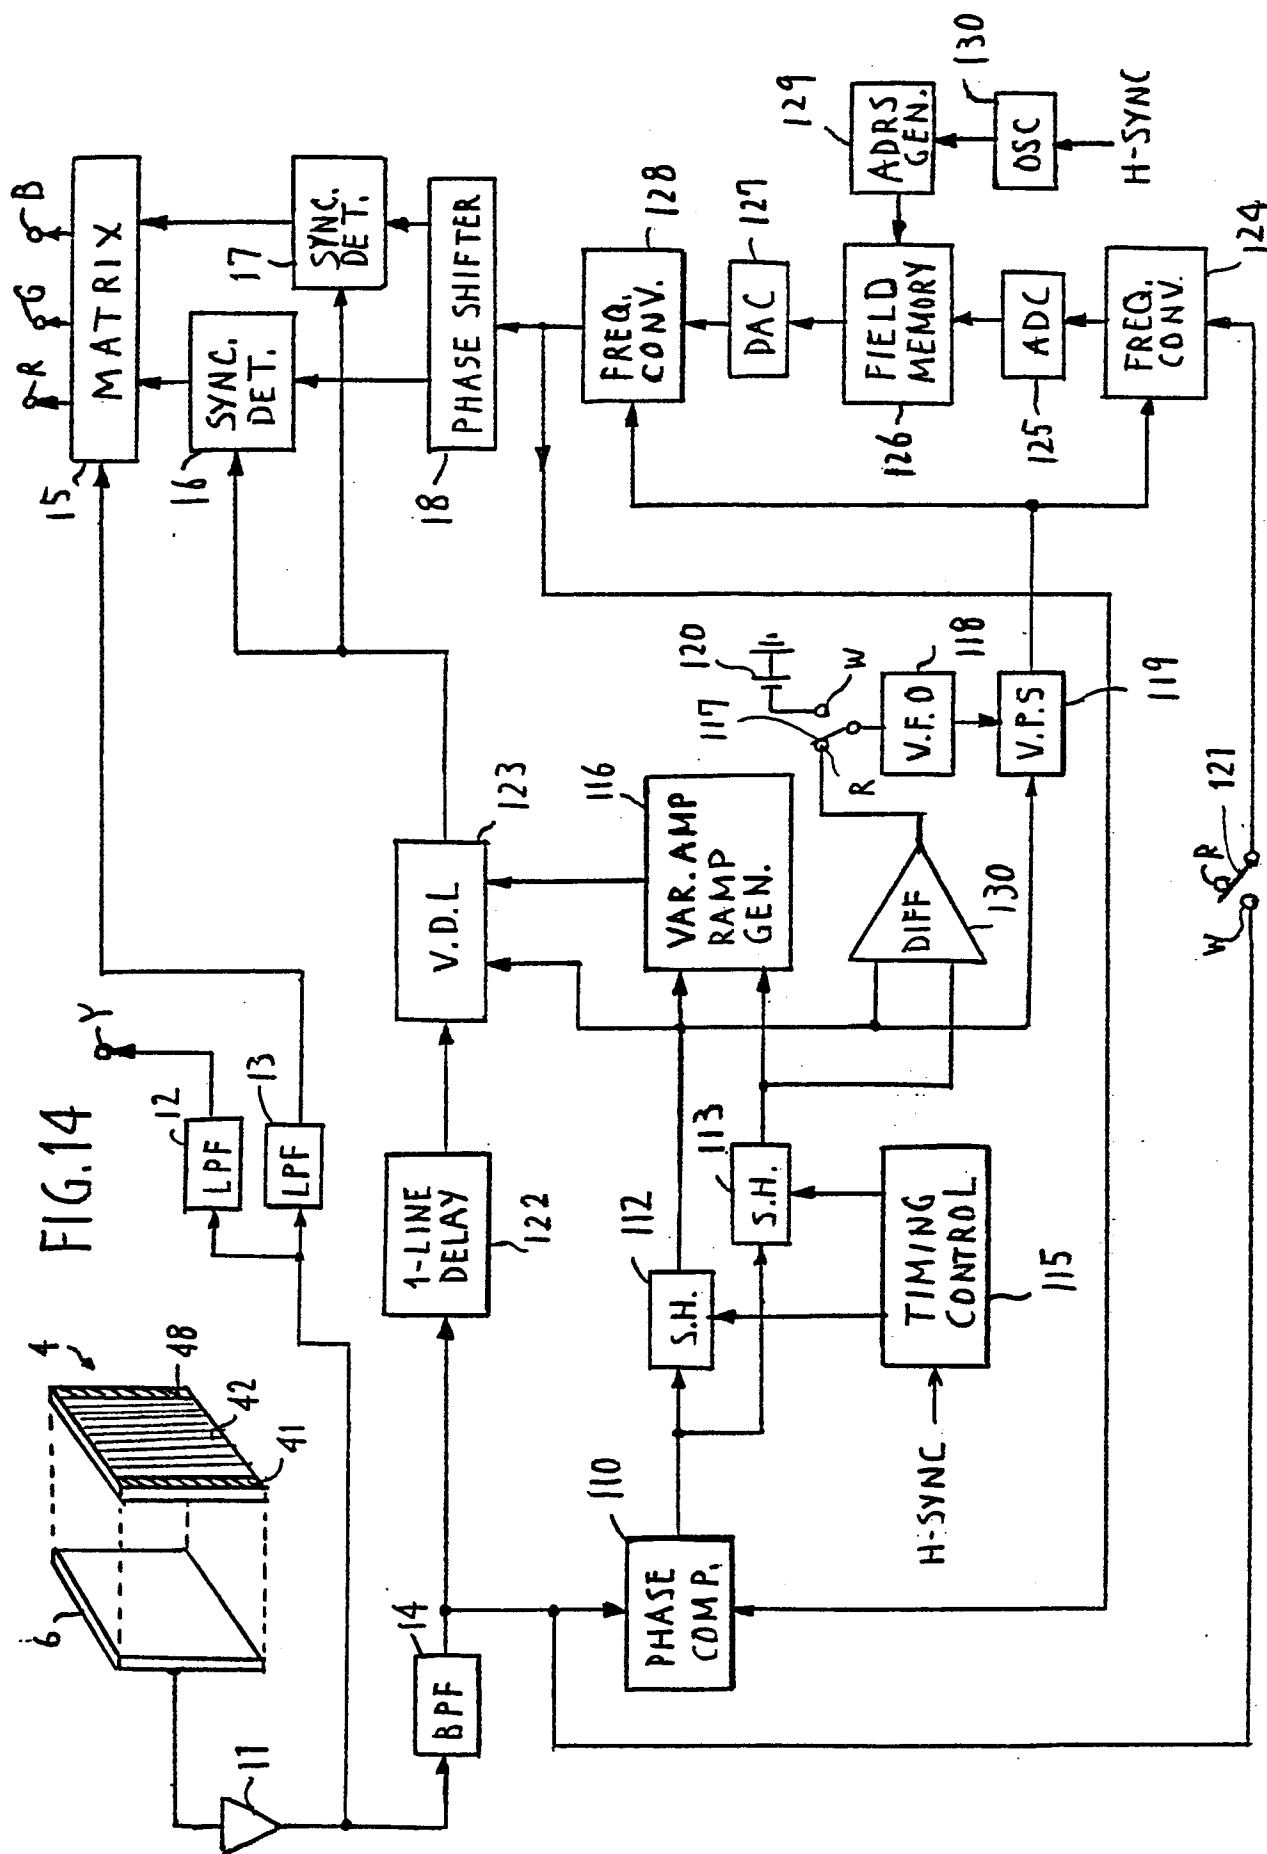 FIG.14
6
4
48
42
41
11
12
LPF
Y
13
LPF
14
BPF
1-LINE
DELAY
122
V.D.L
123
15
MATRIX
R
G
B
16
SYNC.
DET.
17
SYNC.
DET.
18
PHASE SHIFTER
110
PHASE
COMP.
112
S.H.
113
S.H.
H-SYNC
TIMING
CONTROL
115
116
VAR. AMP
RAMP
GEN.
DIFF
130
117
R
W
120
V.F.O
118
V.P.S
119
W
R
121
FREQ.
CONV.
128
DAC
127
FIELD
MEMORY
126
ADC
125
FREQ.
CONV.
124
129
ADRS
GEN.
130
OSC
H-SYNC